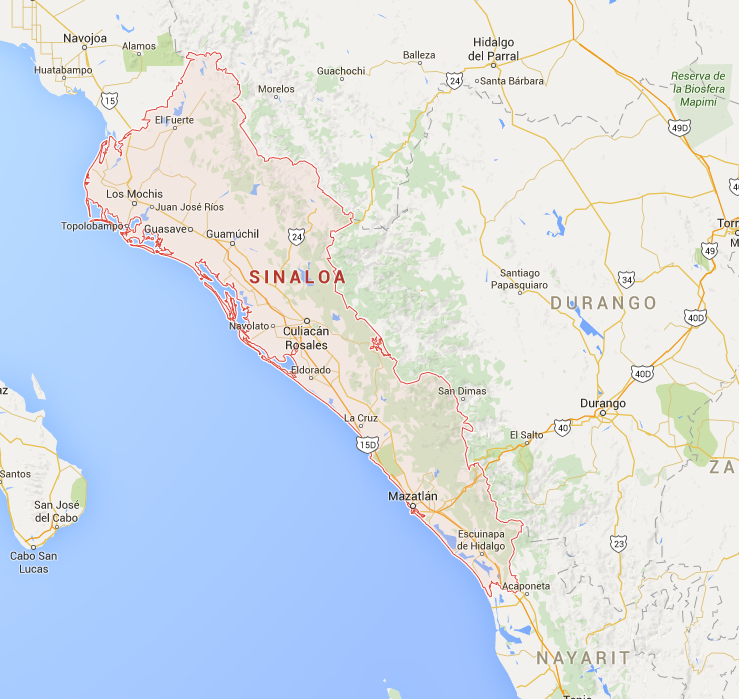 Navojoa
Alamos
Huatabampo
15
El Fuerte
Morelos
Guachochi
Balleza
Hidalgo
del Parral
24
Santa Bárbara
Reserva de
la Biosfera
Mapimí
49D
Los Mochis
Juan José Ríos
Topolobampo
Guasave
Guamúchil
24
SINALOA
Navolato
Culiacán
Rosales
Eldorado
La Cruz
15D
Mazatlán
Escuinapa
de Hidalgo
Acaponeta
NAYARIT
San Dimas
El Salto
40
Durango
40D
DURANGO
Santiago
Papasquiaro
34
49
40D
23
San José
del Cabo
Cabo San
Lucas
Santos